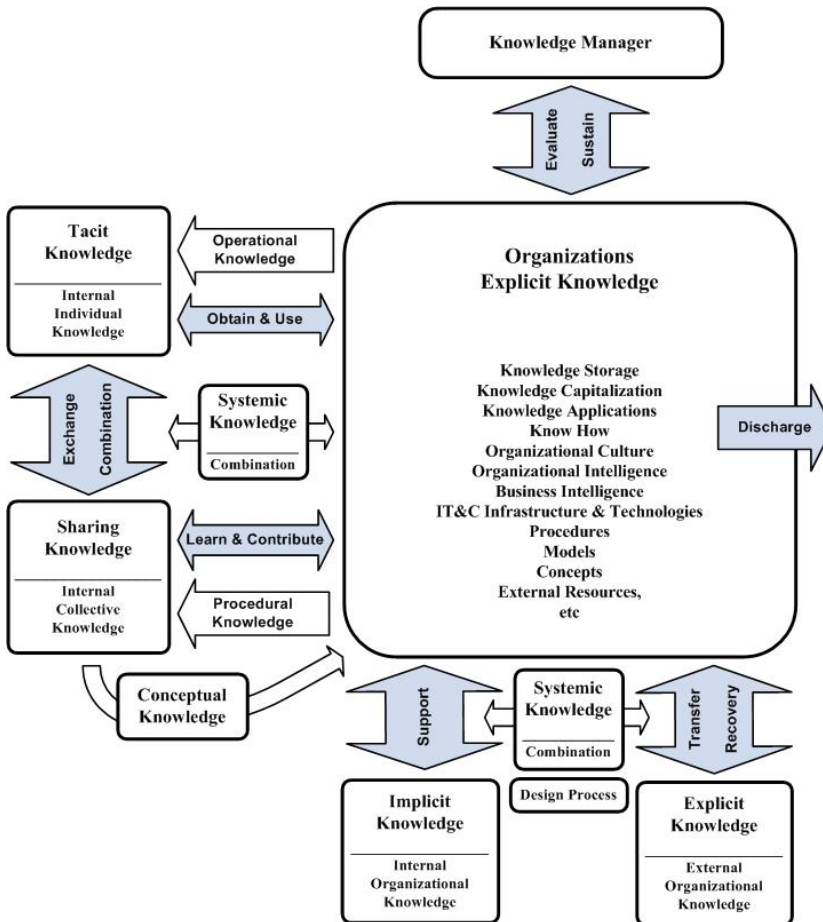 Knowledge Manager
Evaluate
Sustain
Tacit
Knowledge
Internal
Individual
Knowledge
Operational
Knowledge
Obtain & Use
Organizations
Explicit Knowledge
Knowledge Storage
Knowledge Capitalization
Knowledge Applications
Know How
Organizational Culture
Organizational Intelligence
Business Intelligence
IT&C Infrastructure & Technologies
Procedures
Models
Concepts
External Resources,
etc
Discharge
Exchange
Combination
Systemic
Knowledge
Combination
Sharing
Knowledge
Internal
Collective
Knowledge
Learn & Contribute
Procedural
Knowledge
Conceptual
Knowledge
Support
Systemic
Knowledge
Combination
Design Process
Transfer
Recovery
Implicit
Knowledge
Internal
Organizational
Knowledge
Explicit
Knowledge
External
Organizational
Knowledge